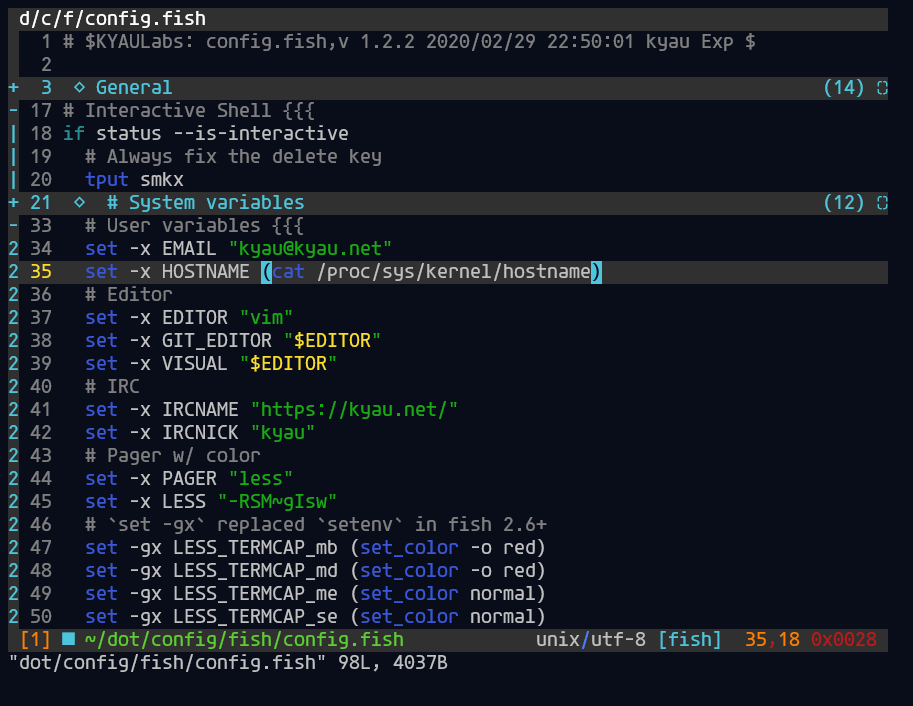 d/c/f/config.fish
1 # $KYAULabs: config.fish,v 1.2.2 2020/02/29 22:50:01 kyau Exp $
2
+ 3 ◇ General (14)
- 17 # Interactive Shell {{{
| 18 if status --is-interactive
| 19 # Always fix the delete key
| 20 tput smkx
+ 21 ◇ # System variables (12)
- 33 # User variables {{{
2 34 set -x EMAIL "kyau@kyau.net"
2 35 set -x HOSTNAME (cat /proc/sys/kernel/hostname)
2 36 # Editor
2 37 set -x EDITOR "vim"
2 38 set -x GIT_EDITOR "$EDITOR"
2 39 set -x VISUAL "$EDITOR"
2 40 # IRC
2 41 set -x IRCNAME "https://kyau.net/"
2 42 set -x IRCNICK "kyau"
2 43 # Pager w/ color
2 44 set -x PAGER "less"
2 45 set -x LESS "-RSM~gIsw"
2 46 # `set -gx` replaced `setenv` in fish 2.6+
2 47 set -gx LESS_TERMCAP_mb (set_color -o red)
2 48 set -gx LESS_TERMCAP_md (set_color -o red)
2 49 set -gx LESS_TERMCAP_me (set_color normal)
2 50 set -gx LESS_TERMCAP_se (set_color normal)
[1] ■ ~/dot/config/fish/config.fish unix/utf-8 [fish] 35,18 0x0028
"dot/config/fish/config.fish" 98L, 4037B